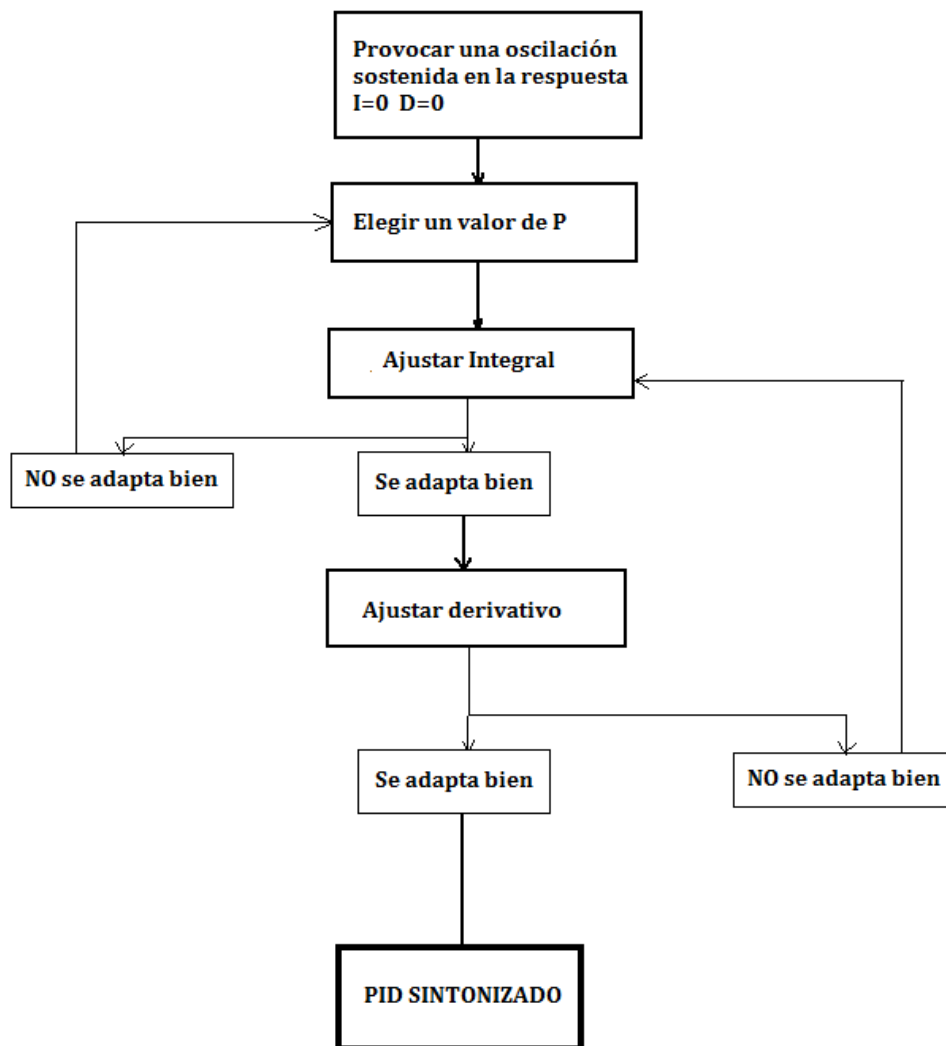 Provocar una oscilación
sostenida en la respuesta
I=0 D=0
Elegir un valor de P
Ajustar Integral
NO se adapta bien
Se adapta bien
Ajustar derivativo
Se adapta bien
NO se adapta bien
PID SINTONIZADO